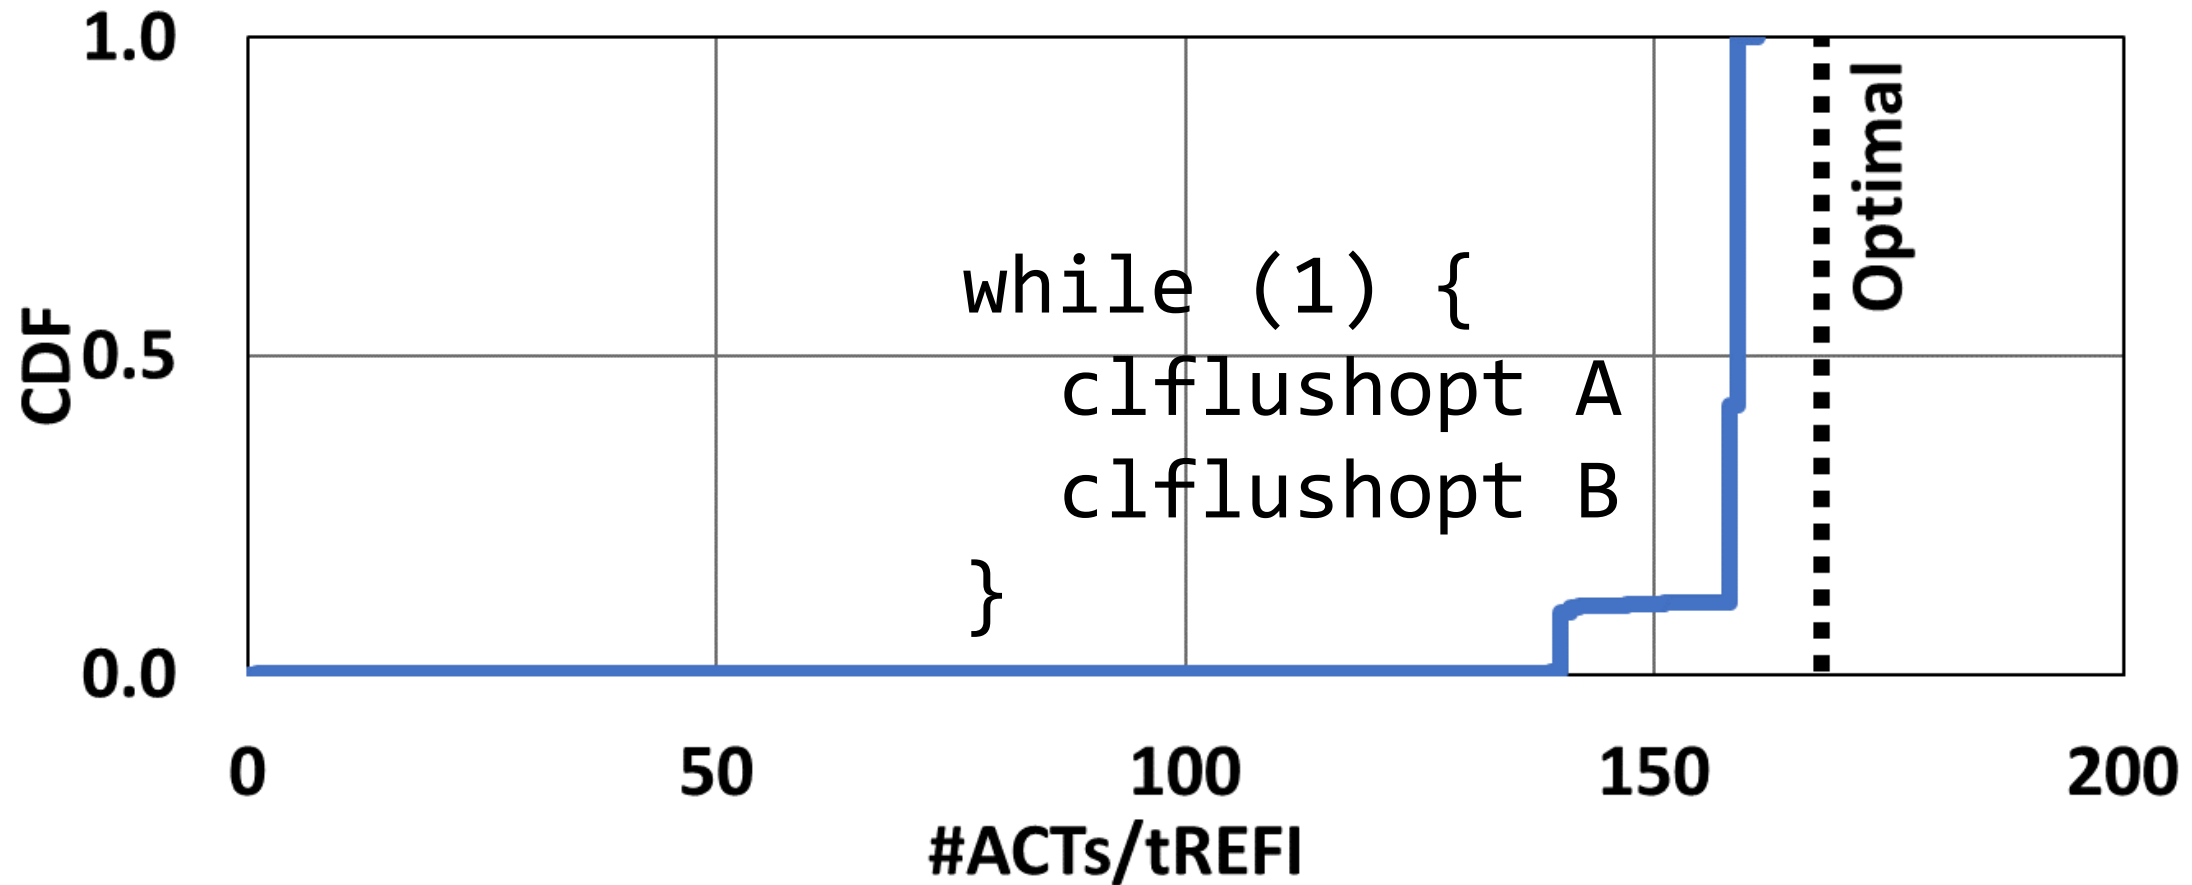 1.0
0.5
0.0
CDF
while (1) {
  clflushopt A
  clflushopt B
}
Optimal
0 50 100 150 200
#ACTs/tREFI